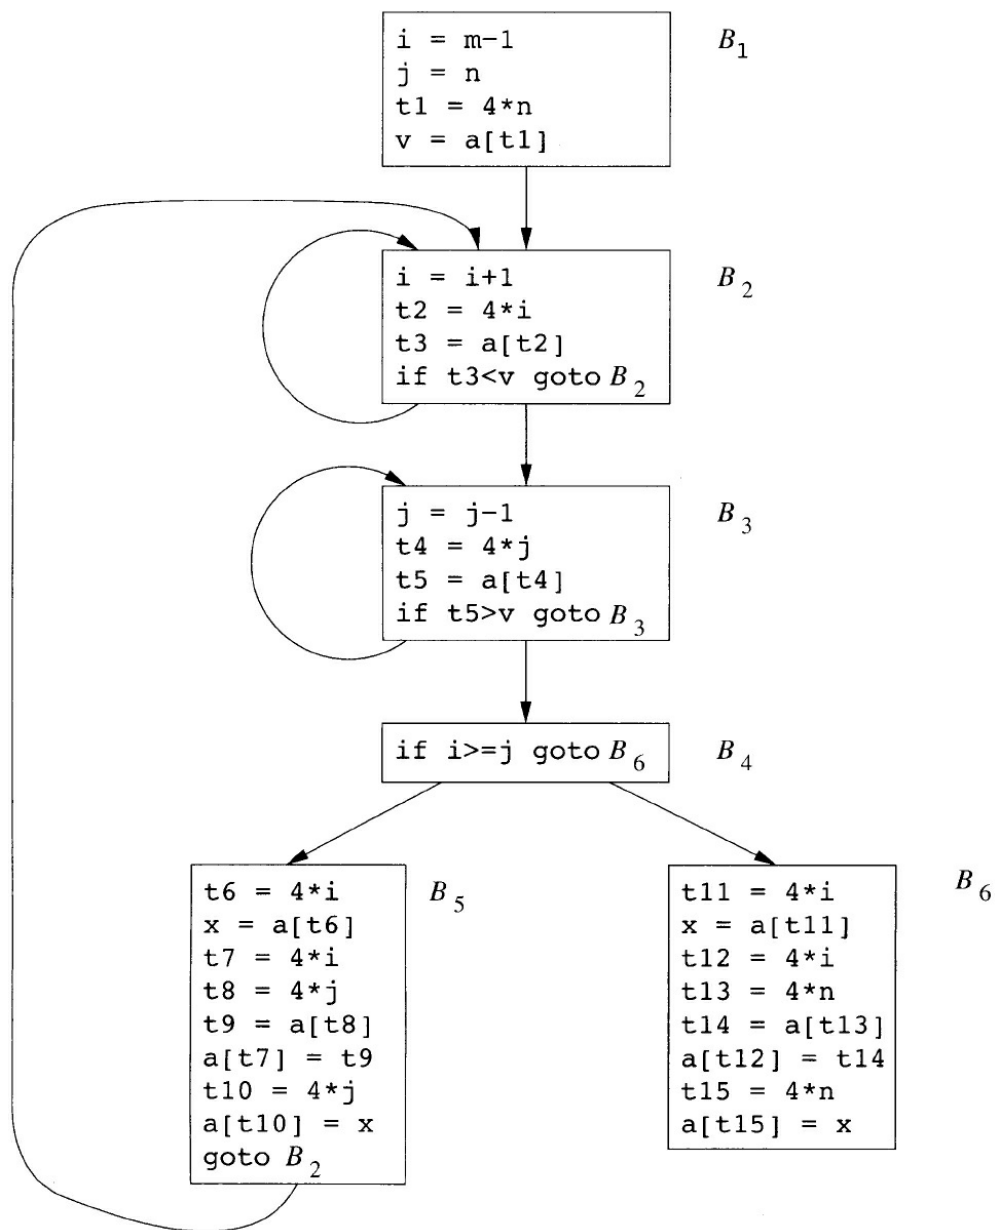 i = m-1
j = n
t1 = 4*n
v = a[t1]
B1
i = i+1
t2 = 4*i
t3 = a[t2]
if t3<v goto B2
B2
j = j-1
t4 = 4*j
t5 = a[t4]
if t5>v goto B3
B3
if i>=j goto B6
B4
t6 = 4*i
x = a[t6]
t7 = 4*i
t8 = 4*j
t9 = a[t8]
a[t7] = t9
t10 = 4*j
a[t10] = x
goto B2
B5
t11 = 4*i
x = a[t11]
t12 = 4*i
t13 = 4*n
t14 = a[t13]
a[t12] = t14
t15 = 4*n
a[t15] = x
B6